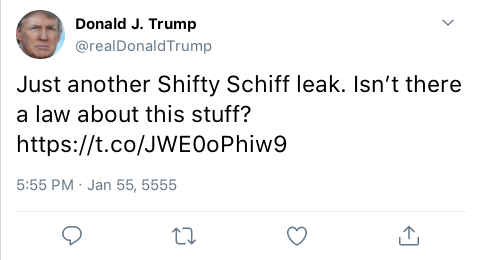 Donald J. Trump
@realDonaldTrump
Just another Shifty Schiff leak. Isn’t there
a law about this stuff?
https://t.co/JWE0oPhiw9
5:55 PM · Jan 55, 5555